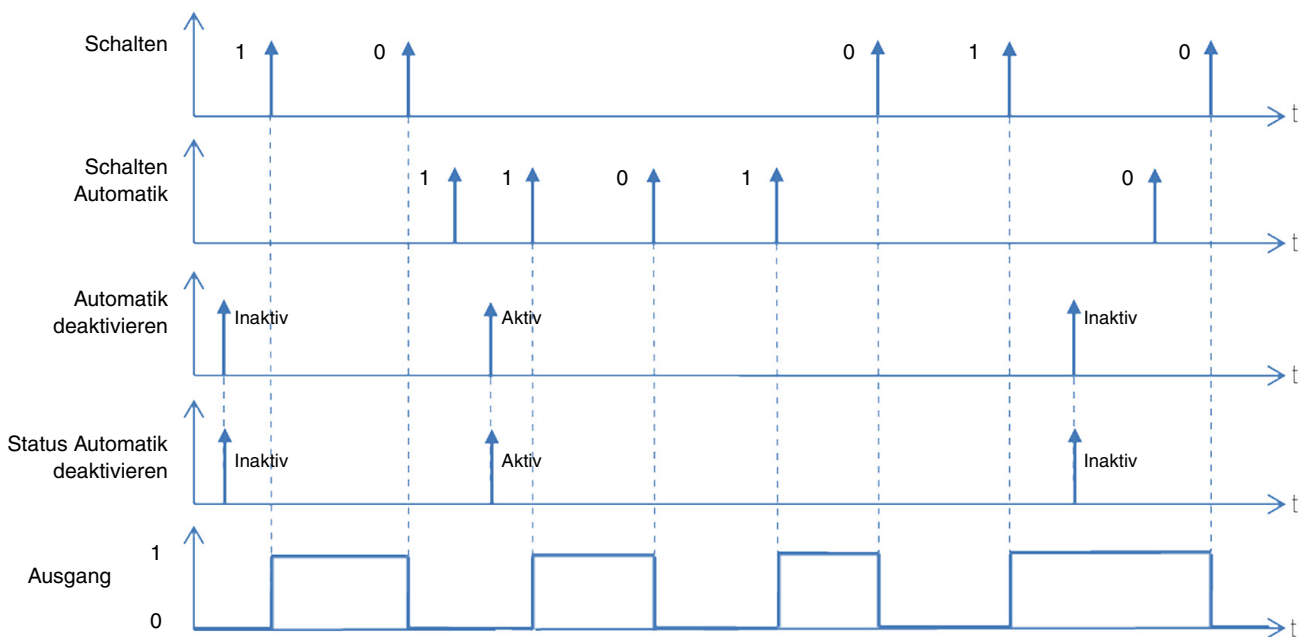 Schalten
1 0 0 1 0
t
Schalten
Automatik
1 1 0 1 0
t
Automatik
deaktivieren
Inaktiv Aktiv Inaktiv
t
Status Automatik
deaktivieren
Inaktiv Aktiv Inaktiv
t
1
Ausgang
0
t